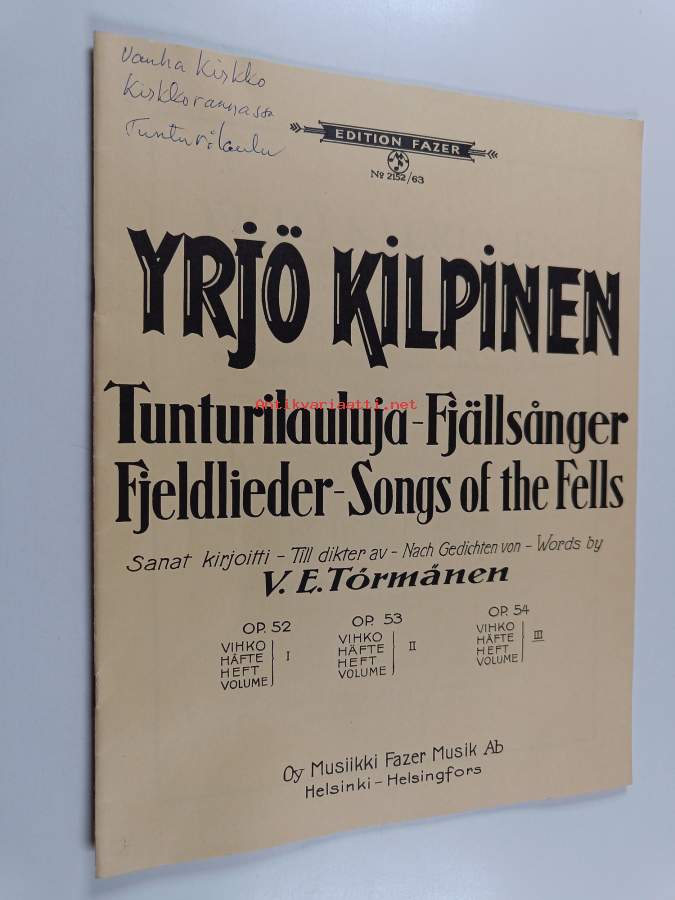 Vanha Kirkko
Kirkkorannassa
Tunturilaulu
EDITION FAZER
No 2152/63
YRJÖ KILPINEN
Tunturilauluja - Fjällsånger
Antikvariaatti.net
Fjeldlieder - Songs of the Fells
Sanat kirjoitti - Till dikter av - Nach Gedichten von - Words by
V. E. Törmänen
OP. 52
VIHKO
HÄFTE
HEFT
VOLUME
I
OP. 53
VIHKO
HÄFTE
HEFT
VOLUME
II
OP. 54
VIHKO
HÄFTE
HEFT
VOLUME
III
Oy Musiikki Fazer Musik Ab
Helsinki - Helsingfors